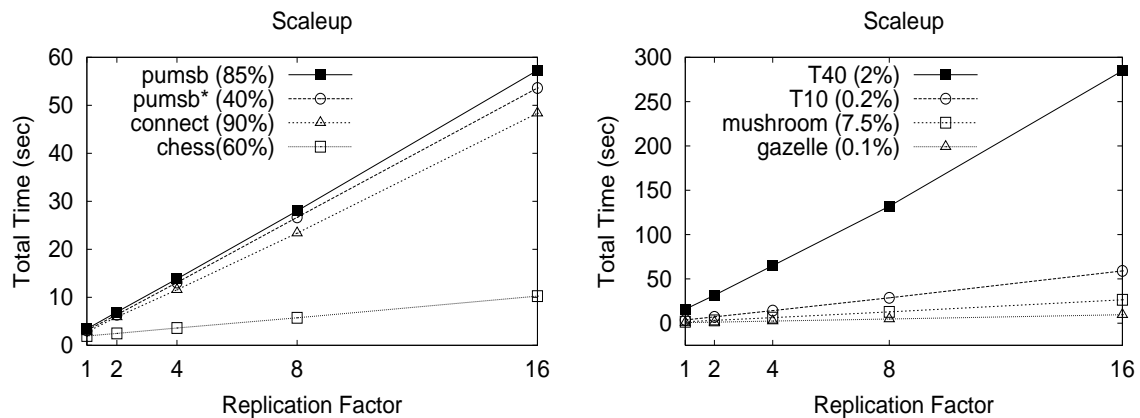 Scaleup
60
50
40
30
20
10
0
Total Time (sec)
pumsb (85%)
pumsb* (40%)
connect (90%)
chess(60%)
1 2 4 8 16
Replication Factor
Scaleup
300
250
200
150
100
50
0
Total Time (sec)
T40 (2%)
T10 (0.2%)
mushroom (7.5%)
gazelle (0.1%)
1 2 4 8 16
Replication Factor